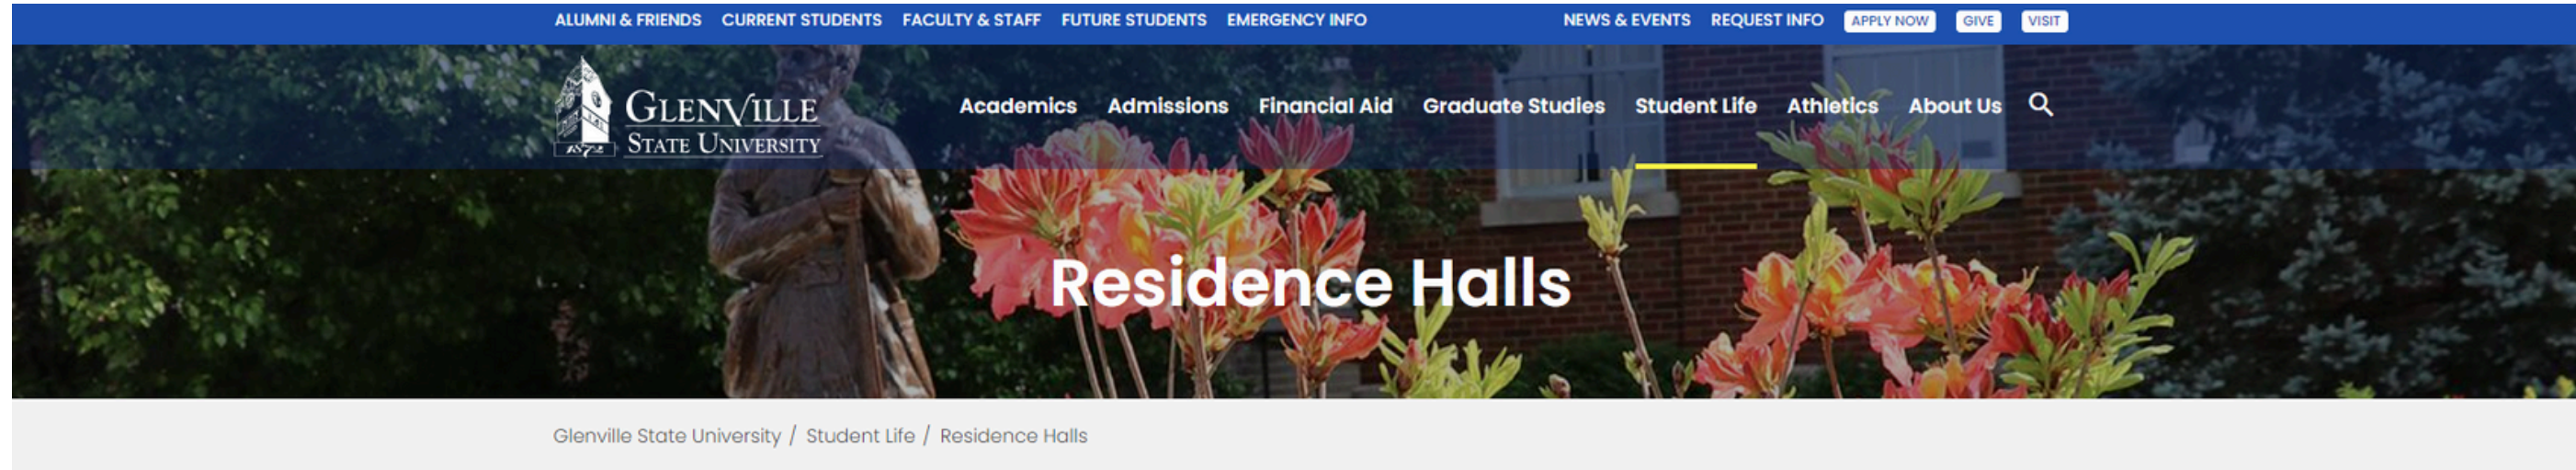 ALUMNI & FRIENDS CURRENT STUDENTS FACULTY & STAFF FUTURE STUDENTS EMERGENCY INFO NEWS & EVENTS REQUEST INFO APPLY NOW GIVE VISIT
GLENVILLE
STATE UNIVERSITY
1872
Academics Admissions Financial Aid Graduate Studies Student Life Athletics About Us
Residence Halls
Glenville State University / Student Life / Residence Halls